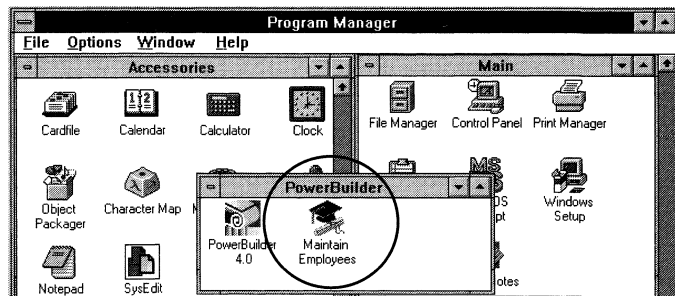 Program Manager
File Options Window Help
Accessories
Main
Cardfile
Calendar
Calculator
Clock
File Manager
Control Panel
Print Manager
Object
Packager
Character Map
MS
Windows
Setup
PowerBuilder
PowerBuilder
4.0
Maintain
Employees
Notepad
SysEdit